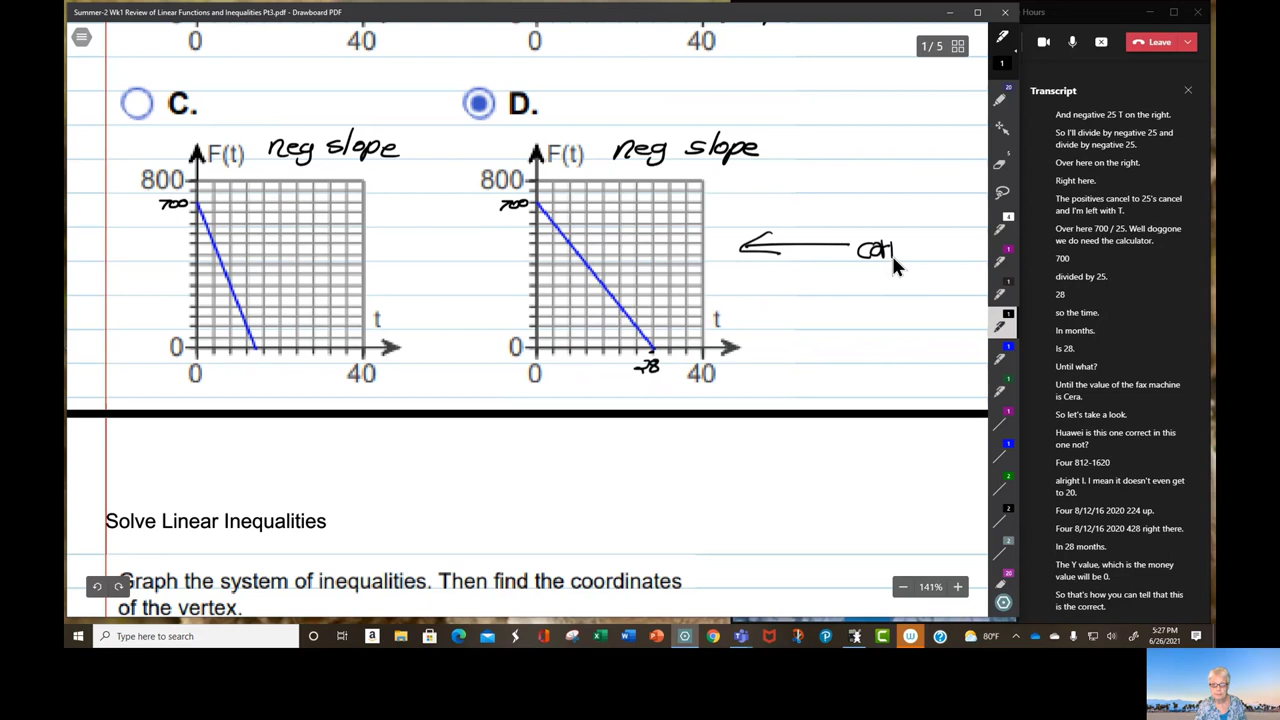 Summer-2 Wk1 Review of Linear Functions and Inequalities Pt3.pdf - Drawboard PDF
Hours
0 40 0 40
1 / 5
Leave
C. D.
F(t) neg slope F(t) neg slope
800 800
700 700
t t
0 0
0 40 0 28 40
Solve Linear Inequalities
Graph the system of inequalities. Then find the coordinates
of the vertex.
141%
Transcript
And negative 25 T on the right.
So I'll divide by negative 25 and
divide by negative 25.
Over here on the right.
Right here.
The positives cancel to 25's cancel
and I'm left with T.
Over here 700 / 25. Well doggone
we do need the calculator.
700
divided by 25.
28
so the time.
In months.
Is 28.
Until what?
Until the value of the fax machine
is Cera.
So let's take a look.
Huawei is this one correct in this
one not?
Four 812-1620
alright I. I mean it doesn't even get
to 20.
Four 8/12/16 2020 224 up.
Four 8/12/16 2020 428 right there.
In 28 months.
The Y value, which is the money
value will be 0.
So that's how you can tell that this
is the correct.
Type here to search
80°F
5:27 PM
6/26/2021